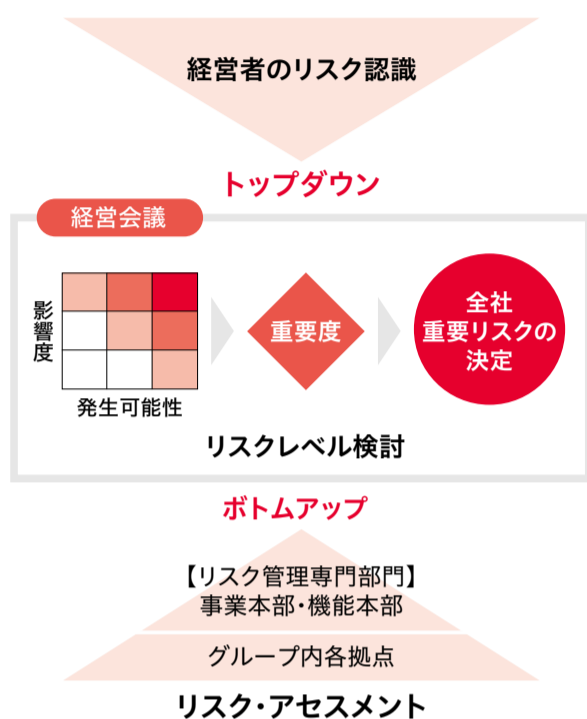 経営者のリスク認識
トップダウン
経営会議
影響度
発生可能性
重要度
全社
重要リスクの
決定
リスクレベル検討
ボトムアップ
【リスク管理専門部門】
事業本部・機能本部
グループ内各拠点
リスク・アセスメント